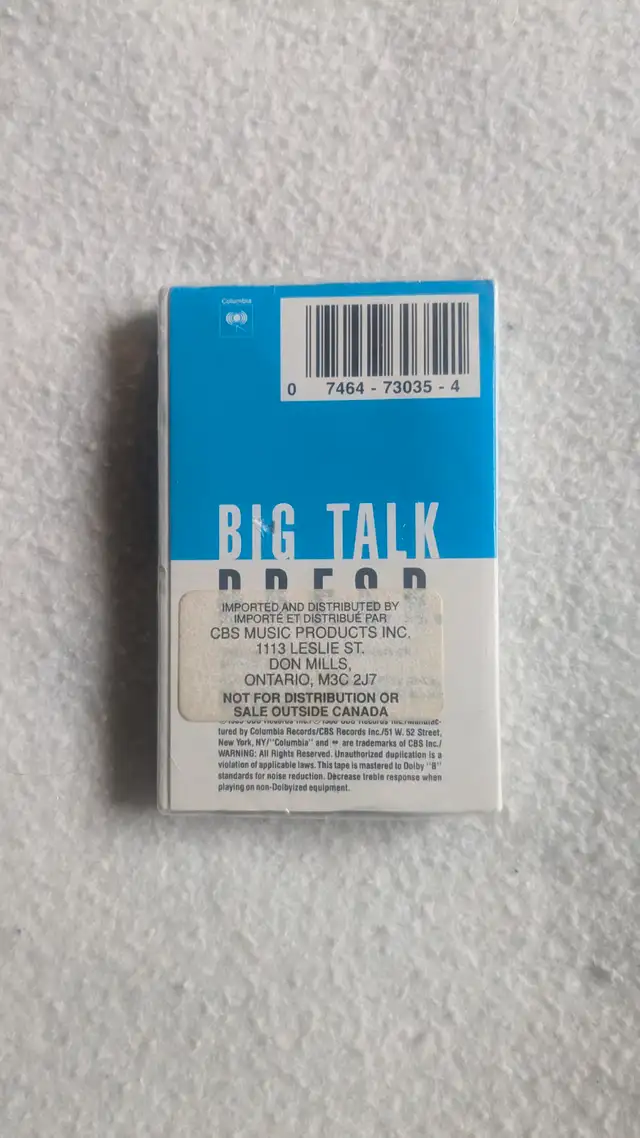 Columbia
0 7464 - 73035 - 4
BIG TALK
IMPORTED AND DISTRIBUTED BY
IMPORTÉ ET DISTRIBUÉ PAR
CBS MUSIC PRODUCTS INC.
1113 LESLIE ST.
DON MILLS,
ONTARIO, M3C 2J7
NOT FOR DISTRIBUTION OR
SALE OUTSIDE CANADA
CBS Records Inc./Manufac-
tured by Columbia Records/CBS Records Inc./51 W. 52 Street,
New York, NY/"Columbia" and are trademarks of CBS Inc./
WARNING: All Rights Reserved. Unauthorized duplication is a
violation of applicable laws. This tape is mastered to Dolby "B"
standards for noise reduction. Decrease treble response when
playing on non-Dolbyized equipment.